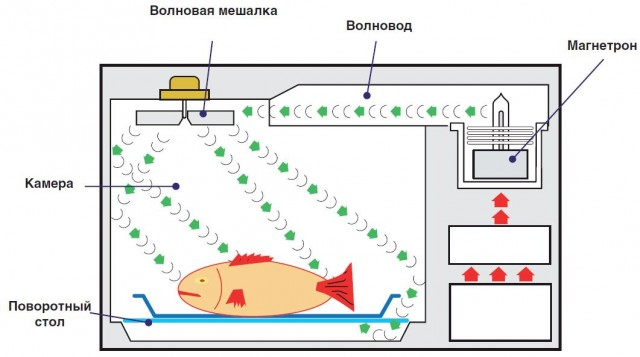 Волновая мешалка
Волновод
Магнетрон
Камера
Поворотный
стол